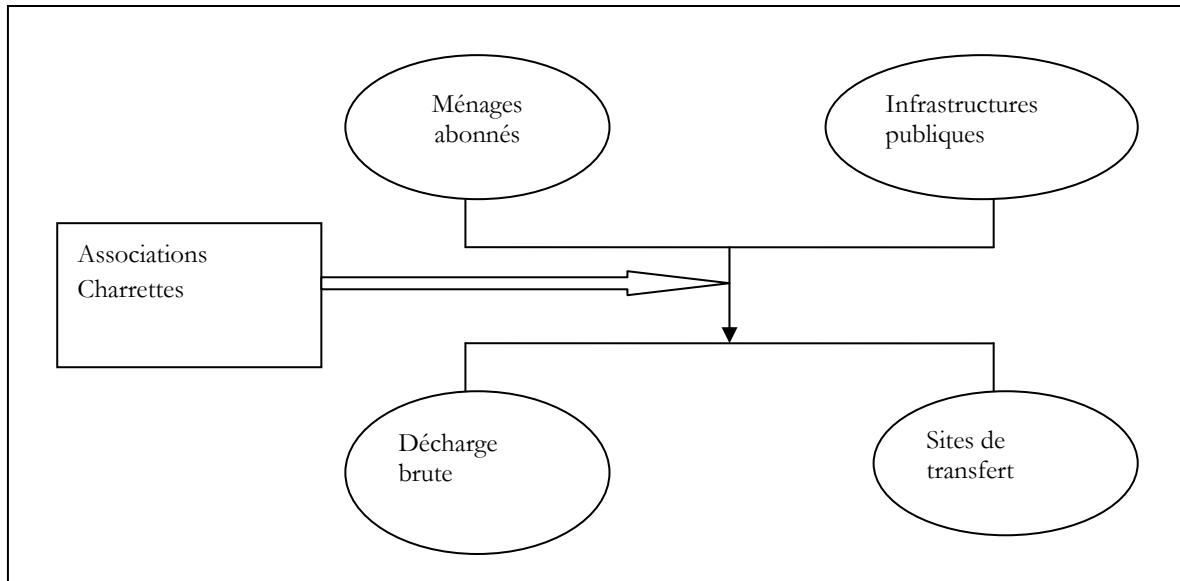 Ménages
abonnés
Infrastructures
publiques
Associations
Charrettes
Décharge
brute
Sites de
transfert